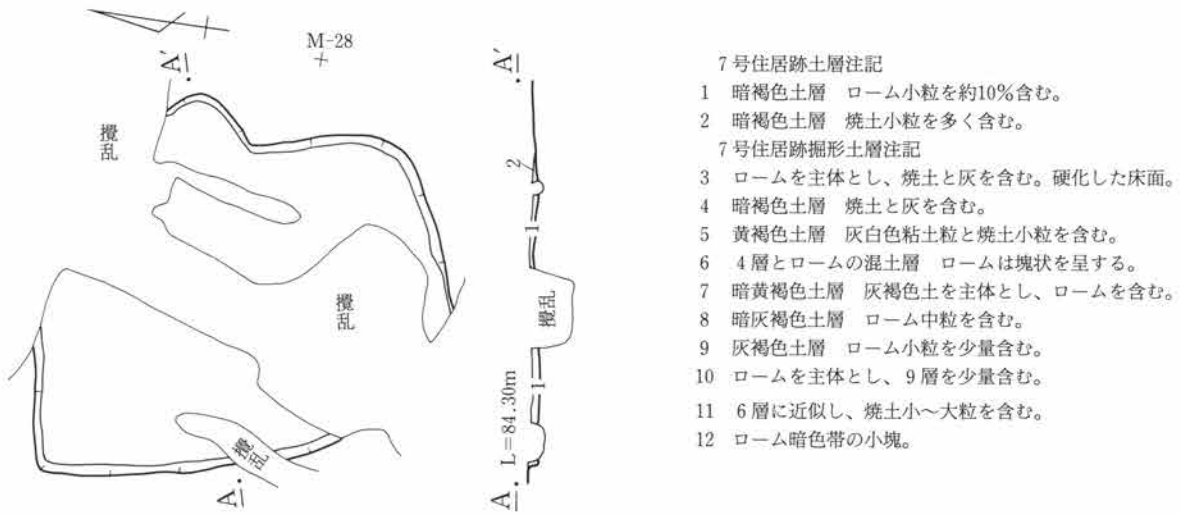 M-28
A′
攪乱
攪乱
攪乱
A
A′
2
1
攪乱
1
L=84.30m
A
7号住居跡土層注記
1 暗褐色土層 ローム小粒を約10%含む。
2 暗褐色土層 焼土小粒を多く含む。
7号住居跡掘形土層注記
3 ロームを主体とし、焼土と灰を含む。硬化した床面。
4 暗褐色土層 焼土と灰を含む。
5 黄褐色土層 灰白色粘土粒と焼土小粒を含む。
6 4層とロームの混土層 ロームは塊状を呈する。
7 暗黄褐色土層 灰褐色土を主体とし、ロームを含む。
8 暗灰褐色土層 ローム中粒を含む。
9 灰褐色土層 ローム小粒を少量含む。
10 ロームを主体とし、9層を少量含む。
11 6層に近似し、焼土小～大粒を含む。
12 ローム暗色帯の小塊。